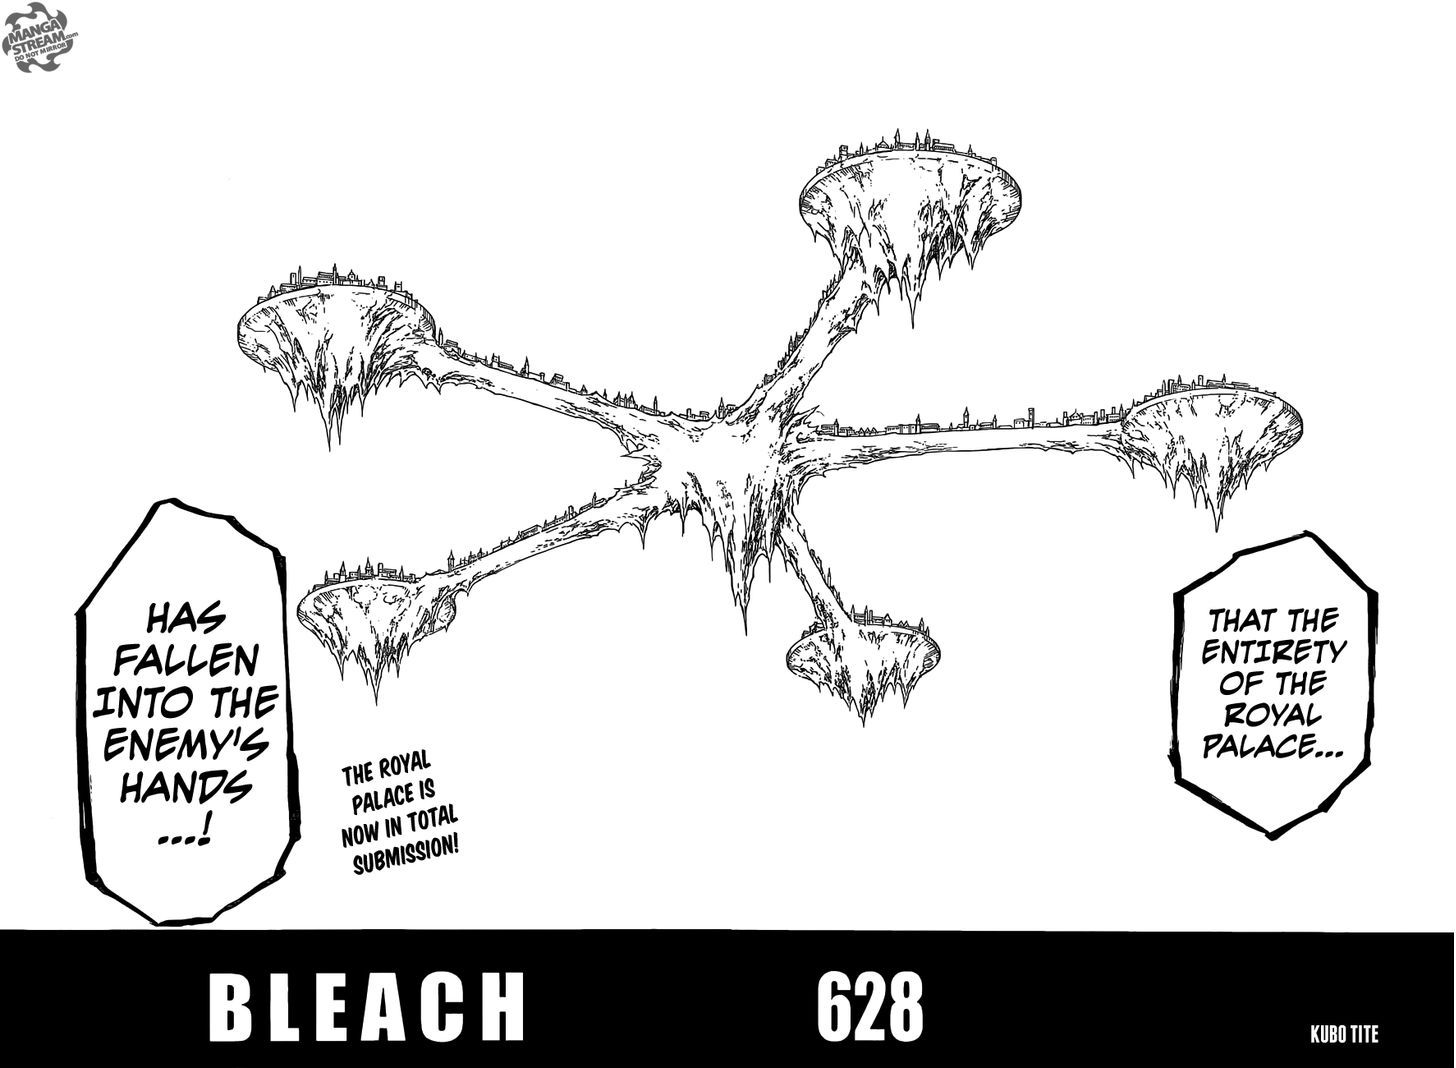 MANGA
STREAM.com
DO NOT MIRROR
THAT THE
ENTIRETY
OF THE
ROYAL
PALACE...
HAS
FALLEN
INTO THE
ENEMY'S
HANDS
...!
THE ROYAL
PALACE IS
NOW IN TOTAL
SUBMISSION!
BLEACH
628
KUBO TITE